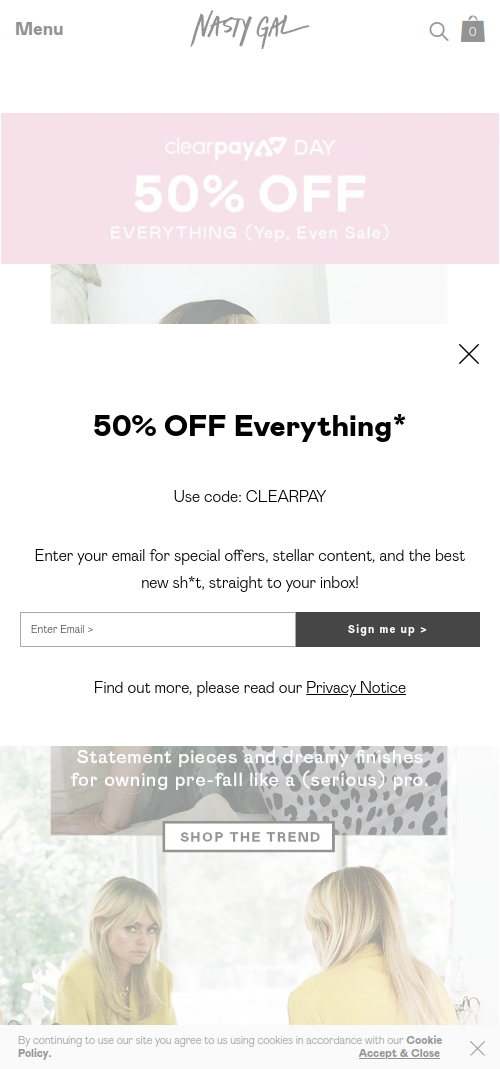 Menu
NASTY GAL
0
clearpay DAY
50% OFF
EVERYTHING (Yep, Even Sale)
50% OFF Everything*
Use code: CLEARPAY
Enter your email for special offers, stellar content, and the best
new sh*t, straight to your inbox!
Enter Email >
Sign me up >
Find out more, please read our Privacy Notice
Statement pieces and dreamy finishes
for owning pre-fall like a (serious) pro.
SHOP THE TREND
By continuing to use our site you agree to us using cookies in accordance with our Cookie
Policy.
Accept & Close